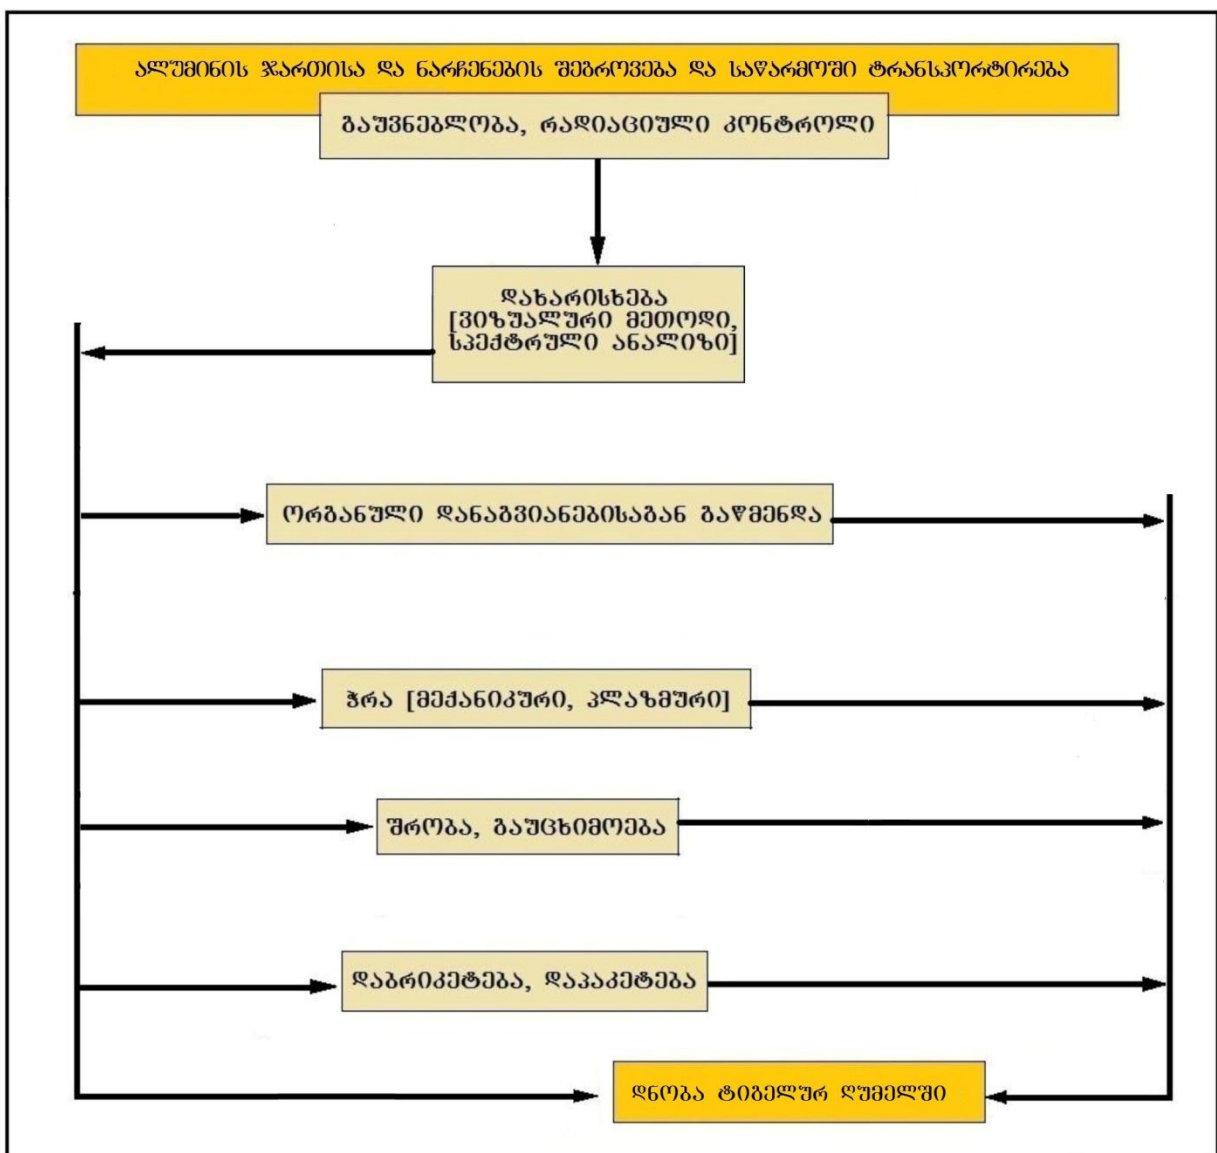 ალუმინის ჯართისა და ნარჩენების შეგროვება და საწარმოში ტრანსპორტირება
გაუვნებლობა, რადიაციული კონტროლი
დახარისხება
[ვიზუალური მეთოდი,
სპექტრული ანალიზი]
ორგანული დანაგვიანებისაგან გაწმენდა
ჭრა [მექანიკური, პლაზმური]
შრობა, გაუცხიმოება
დაბრიკეტება, დაპაკეტება
დნობა ტიგელურ ღუმელში